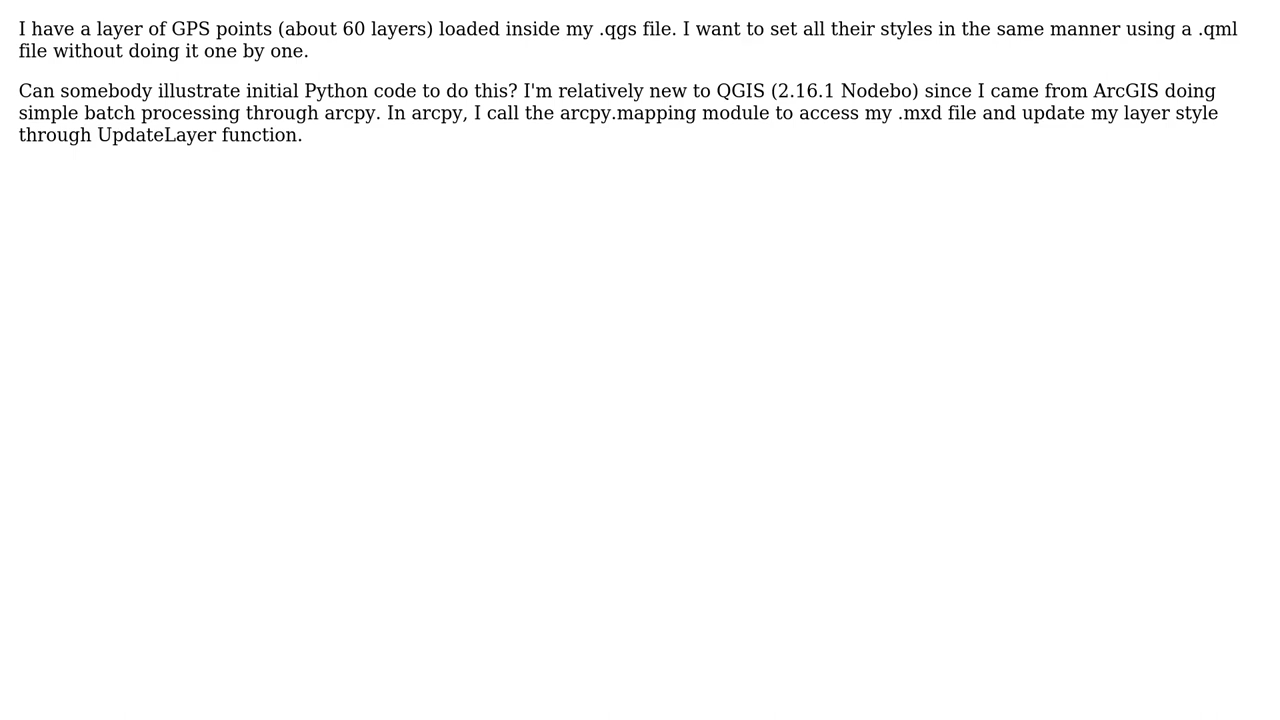 I have a layer of GPS points (about 60 layers) loaded inside my .qgs file. I want to set all their styles in the same manner using a .qml
file without doing it one by one.
Can somebody illustrate initial Python code to do this? I'm relatively new to QGIS (2.16.1 Nodebo) since I came from ArcGIS doing
simple batch processing through arcpy. In arcpy, I call the arcpy.mapping module to access my .mxd file and update my layer style
through UpdateLayer function.